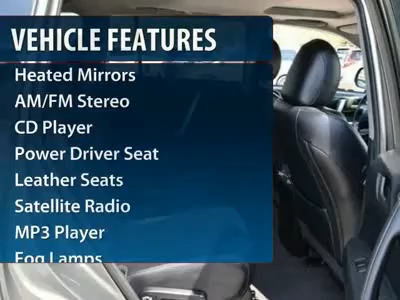 VEHICLE FEATURES
Heated Mirrors
AM/FM Stereo
CD Player
Power Driver Seat
Leather Seats
Satellite Radio
MP3 Player
Fog Lamps